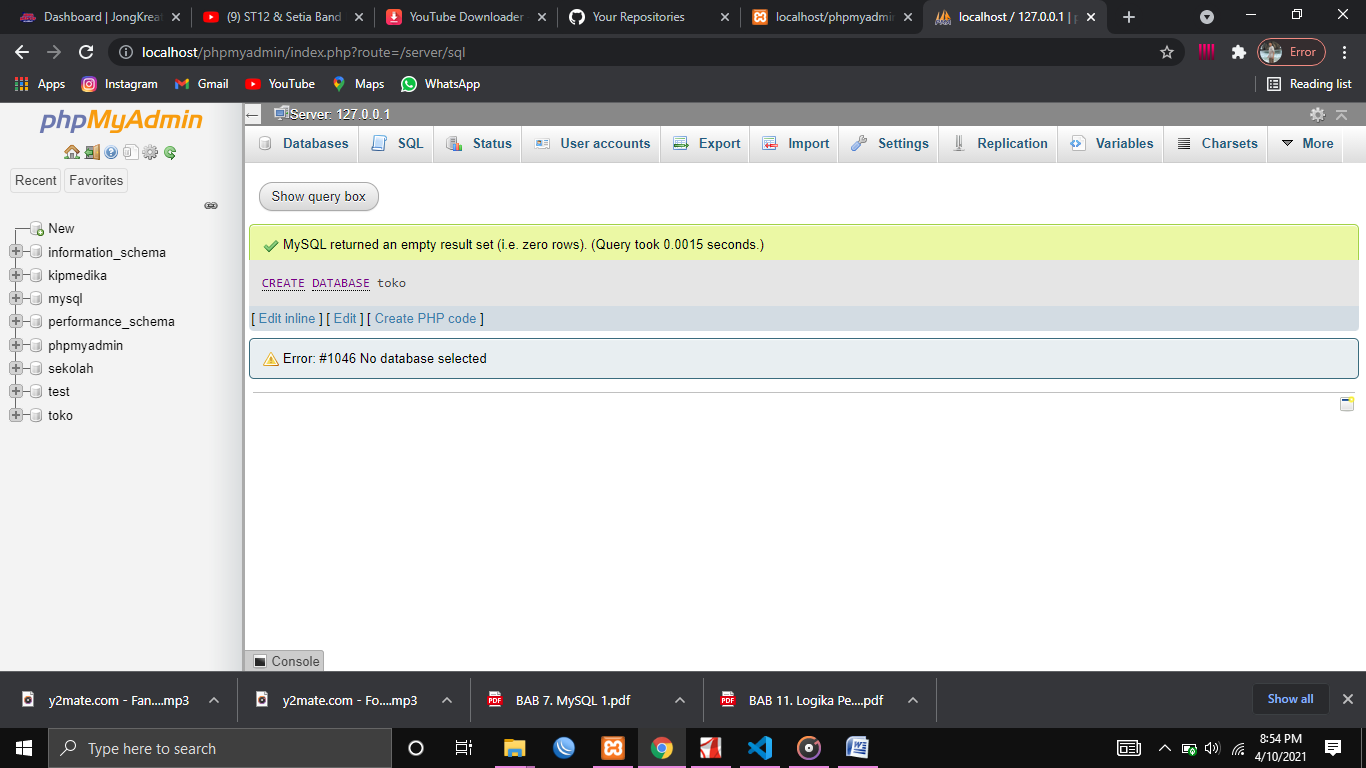 Dashboard | JongKreat
(9) ST12 & Setia Band
YouTube Downloader
Your Repositories
localhost/phpmyadmin
localhost / 127.0.0.1 | p
localhost/phpmyadmin/index.php?route=/server/sql
Error
Apps
Instagram
Gmail
YouTube
Maps
WhatsApp
Reading list
phpMyAdmin
Recent
Favorites
New
information_schema
kipmedika
mysql
performance_schema
phpmyadmin
sekolah
test
toko
Server: 127.0.0.1
Databases
SQL
Status
User accounts
Export
Import
Settings
Replication
Variables
Charsets
More
Show query box
MySQL returned an empty result set (i.e. zero rows). (Query took 0.0015 seconds.)
CREATE DATABASE toko
[ Edit inline ] [ Edit ] [ Create PHP code ]
Error: #1046 No database selected
Console
y2mate.com - Fan....mp3
y2mate.com - Fo....mp3
BAB 7. MySQL 1.pdf
BAB 11. Logika Pe....pdf
Show all
Type here to search
8:54 PM
4/10/2021